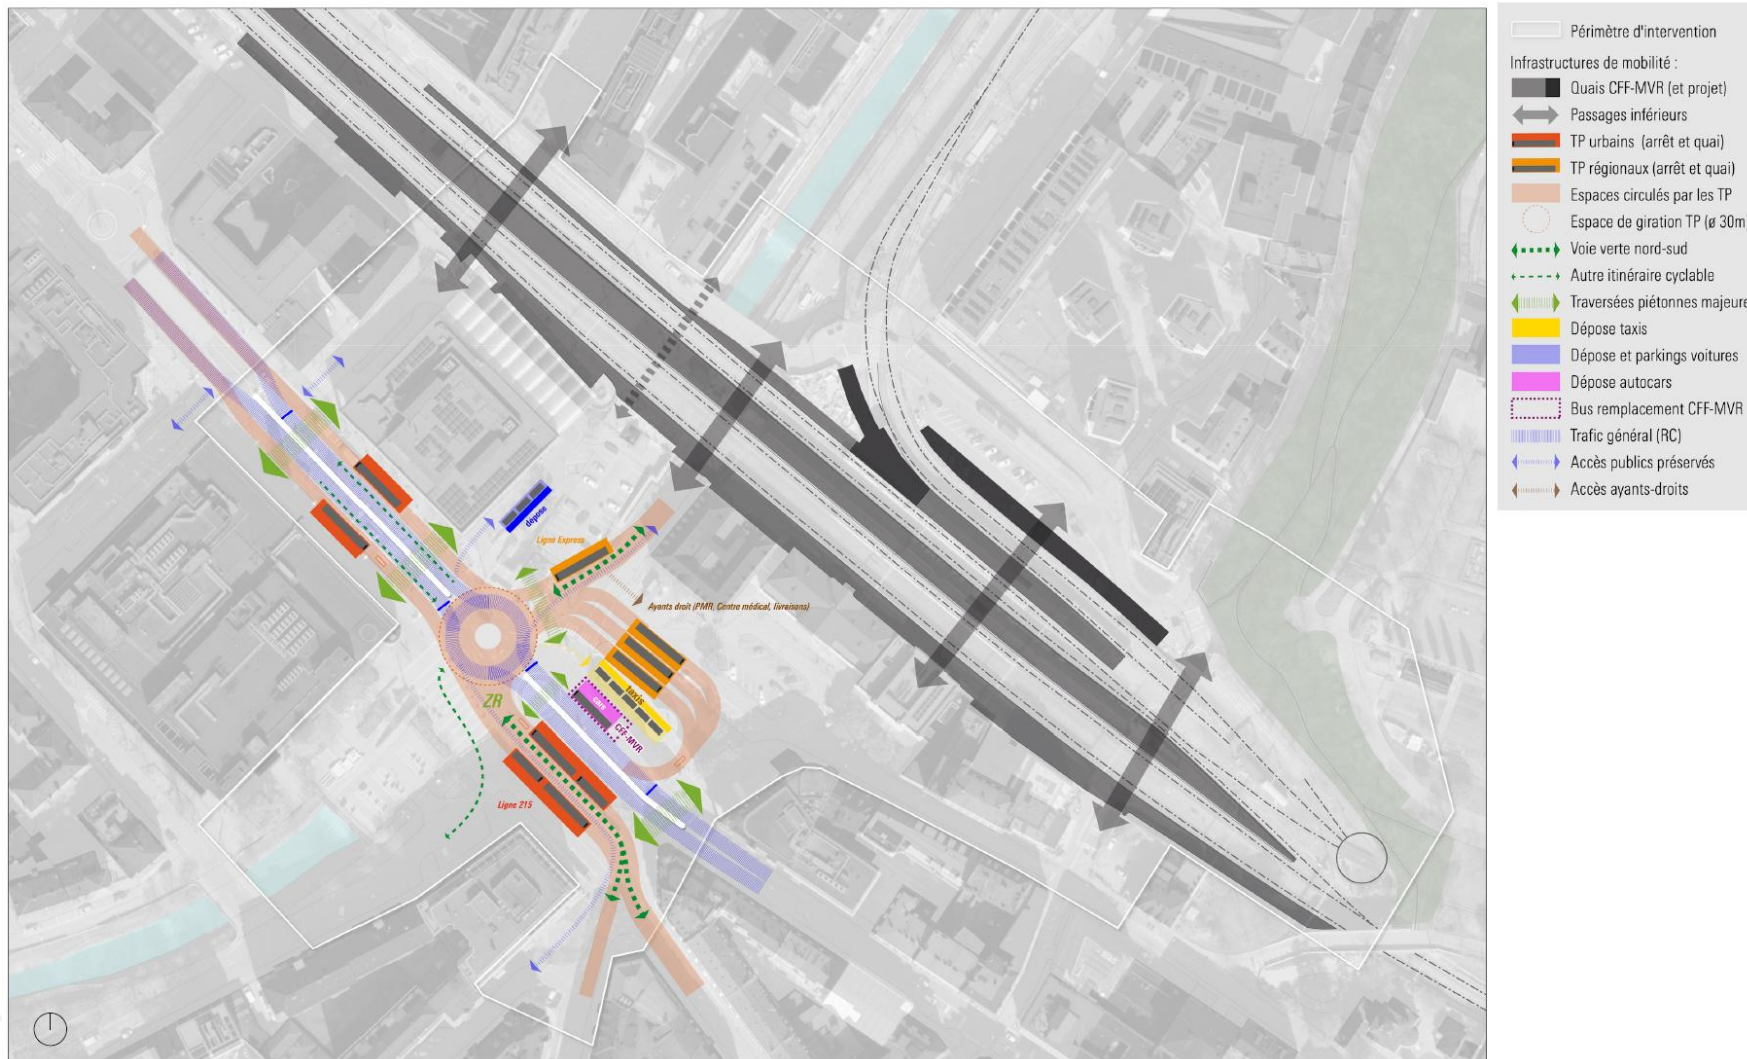 Périmètre d'intervention
Infrastructures de mobilité :
Quais CFF-MVR (et projet)
Passages inférieurs
TP urbains (arrêt et quai)
TP régionaux (arrêt et quai)
Espaces circulés par les TP
Espace de giration TP (ø 30m
Voie verte nord-sud
Autre itinéraire cyclable
Traversées piétonnes majeure
Dépose taxis
Dépose et parkings voitures
Dépose autocars
Bus remplacement CFF-MVR
Trafic général (RC)
Accès publics préservés
Accès ayants-droits
dépose
Ligne Express
Ayants droit (PMR, Centre médical, livraisons)
taxis
cars
CFF-MVR
ZR
Ligne 215